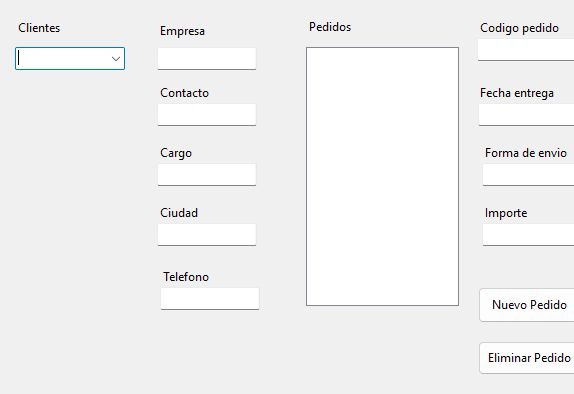 Clientes
Empresa
Contacto
Cargo
Ciudad
Telefono
Pedidos
Codigo pedido
Fecha entrega
Forma de envio
Importe
Nuevo Pedido
Eliminar Pedido